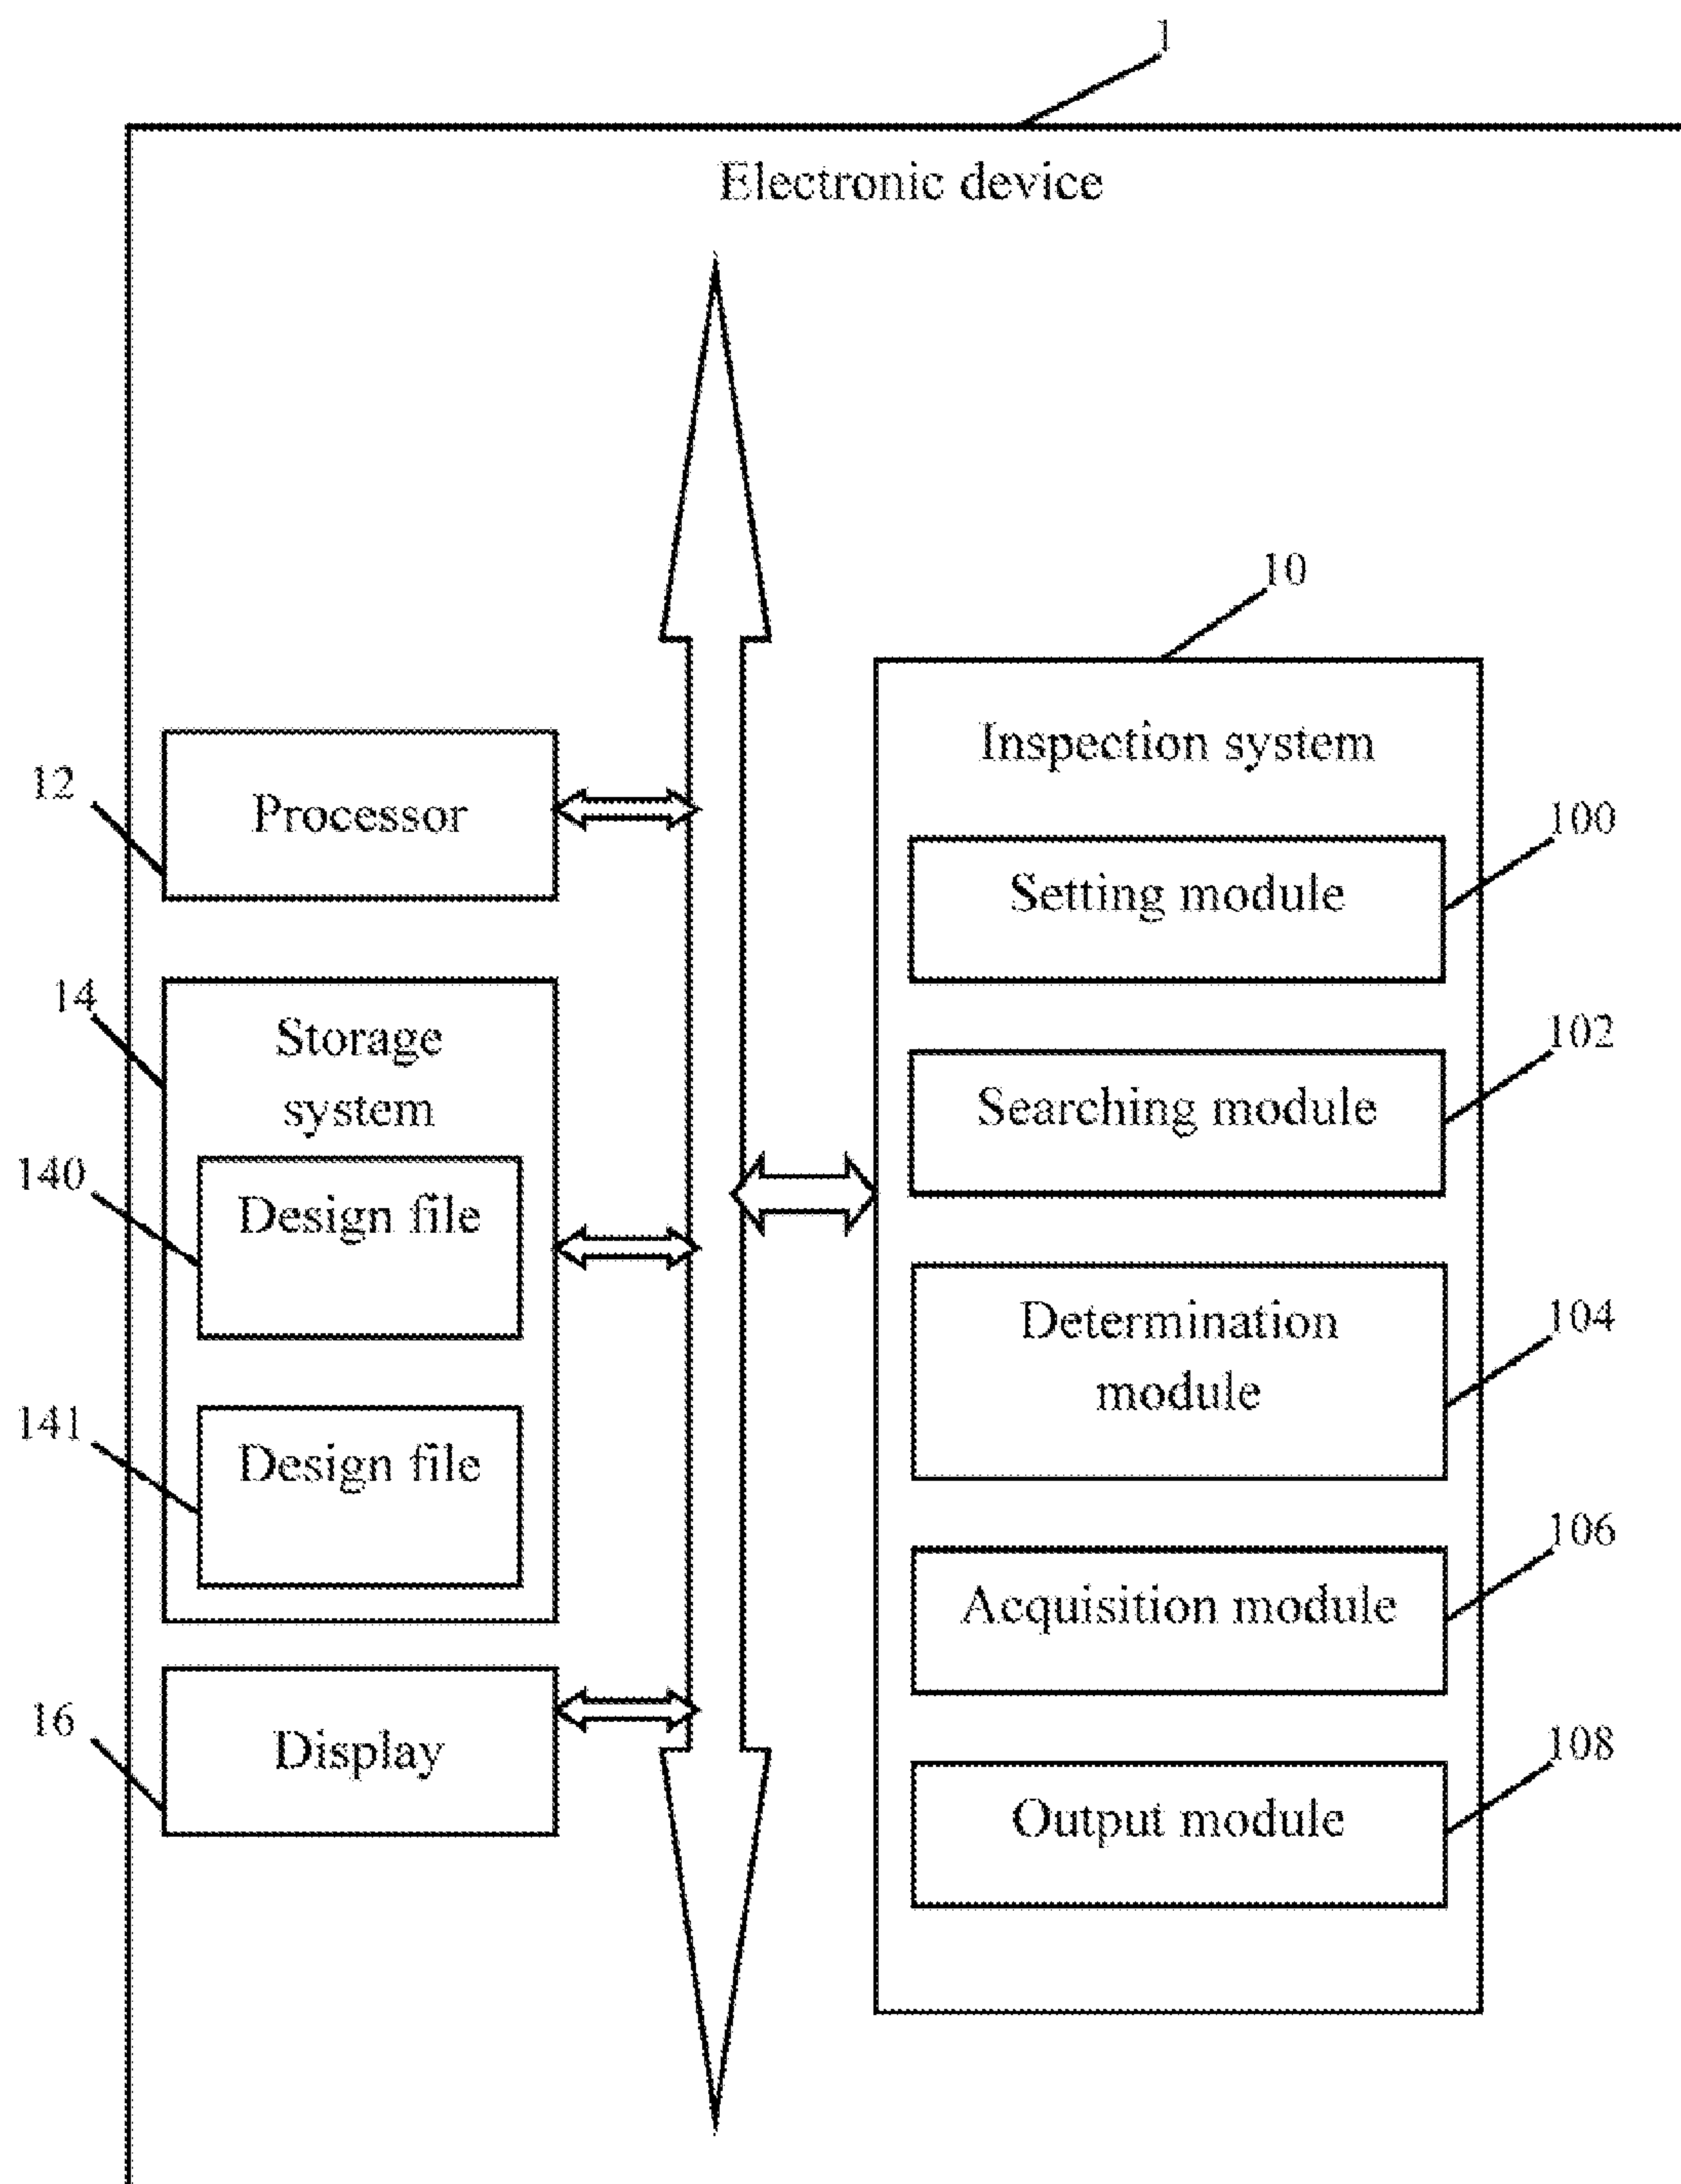 1
Electronic device
10
Inspection system
12
Processor
100
Setting module
14
Storage
system
102
Searching module
140
Design file
104
Determination
module
141
Design file
106
Acquisition module
16
Display
108
Output module